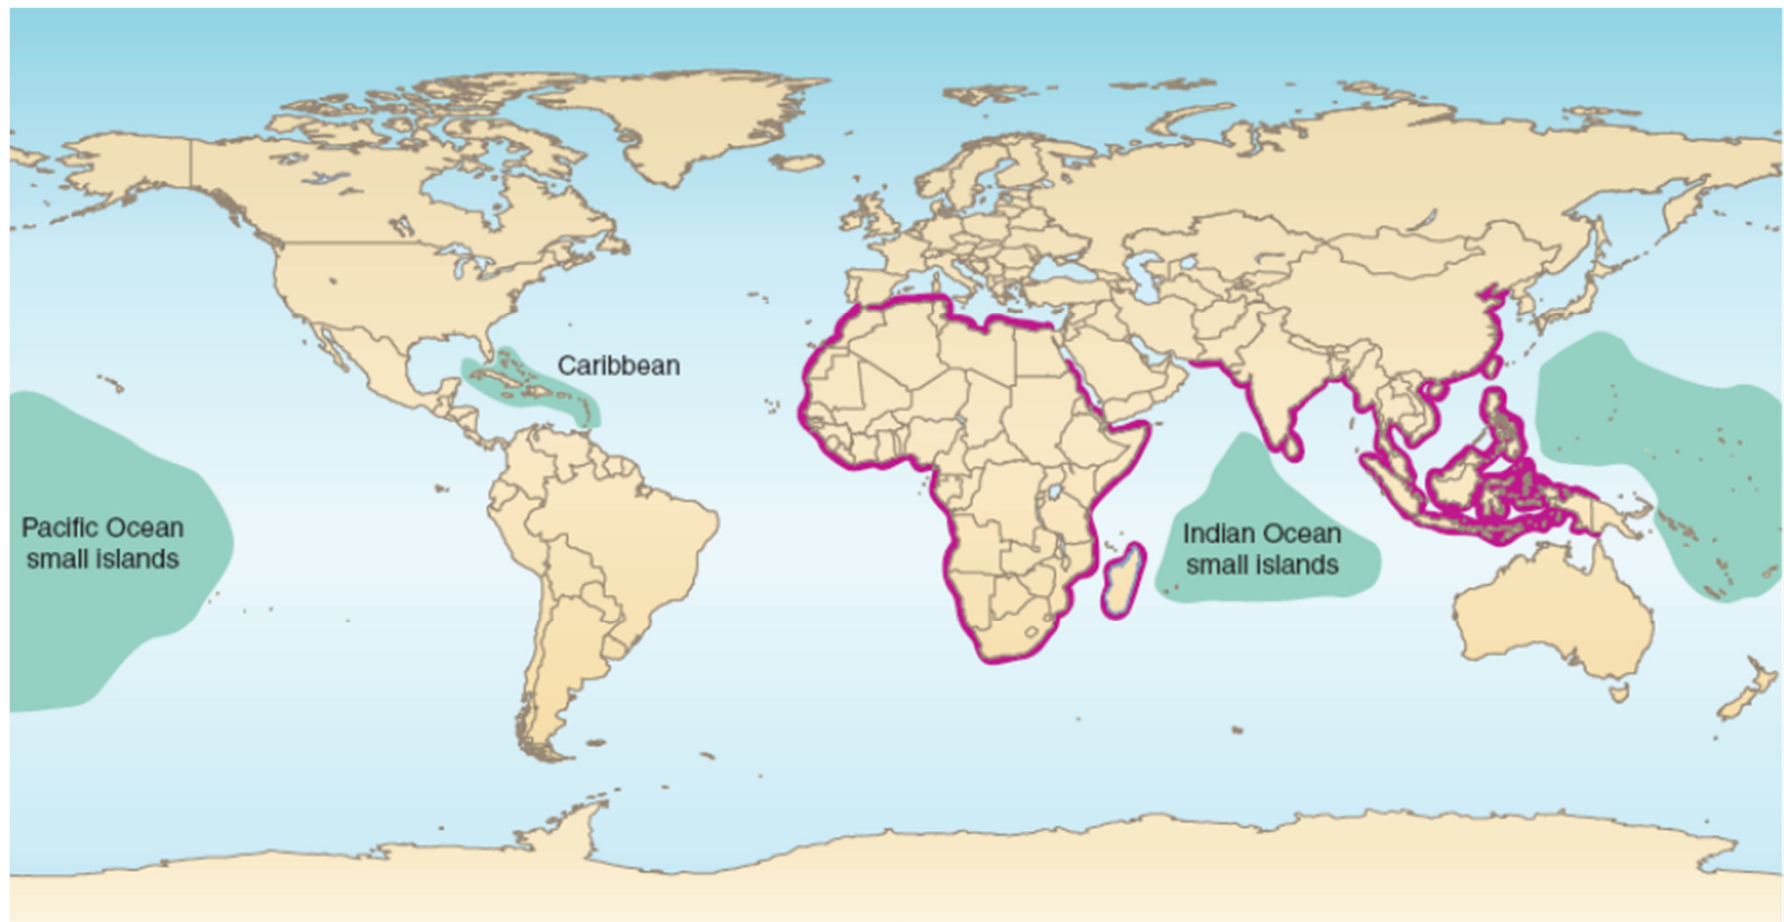 Caribbean
Pacific Ocean
small islands
Indian Ocean
small islands